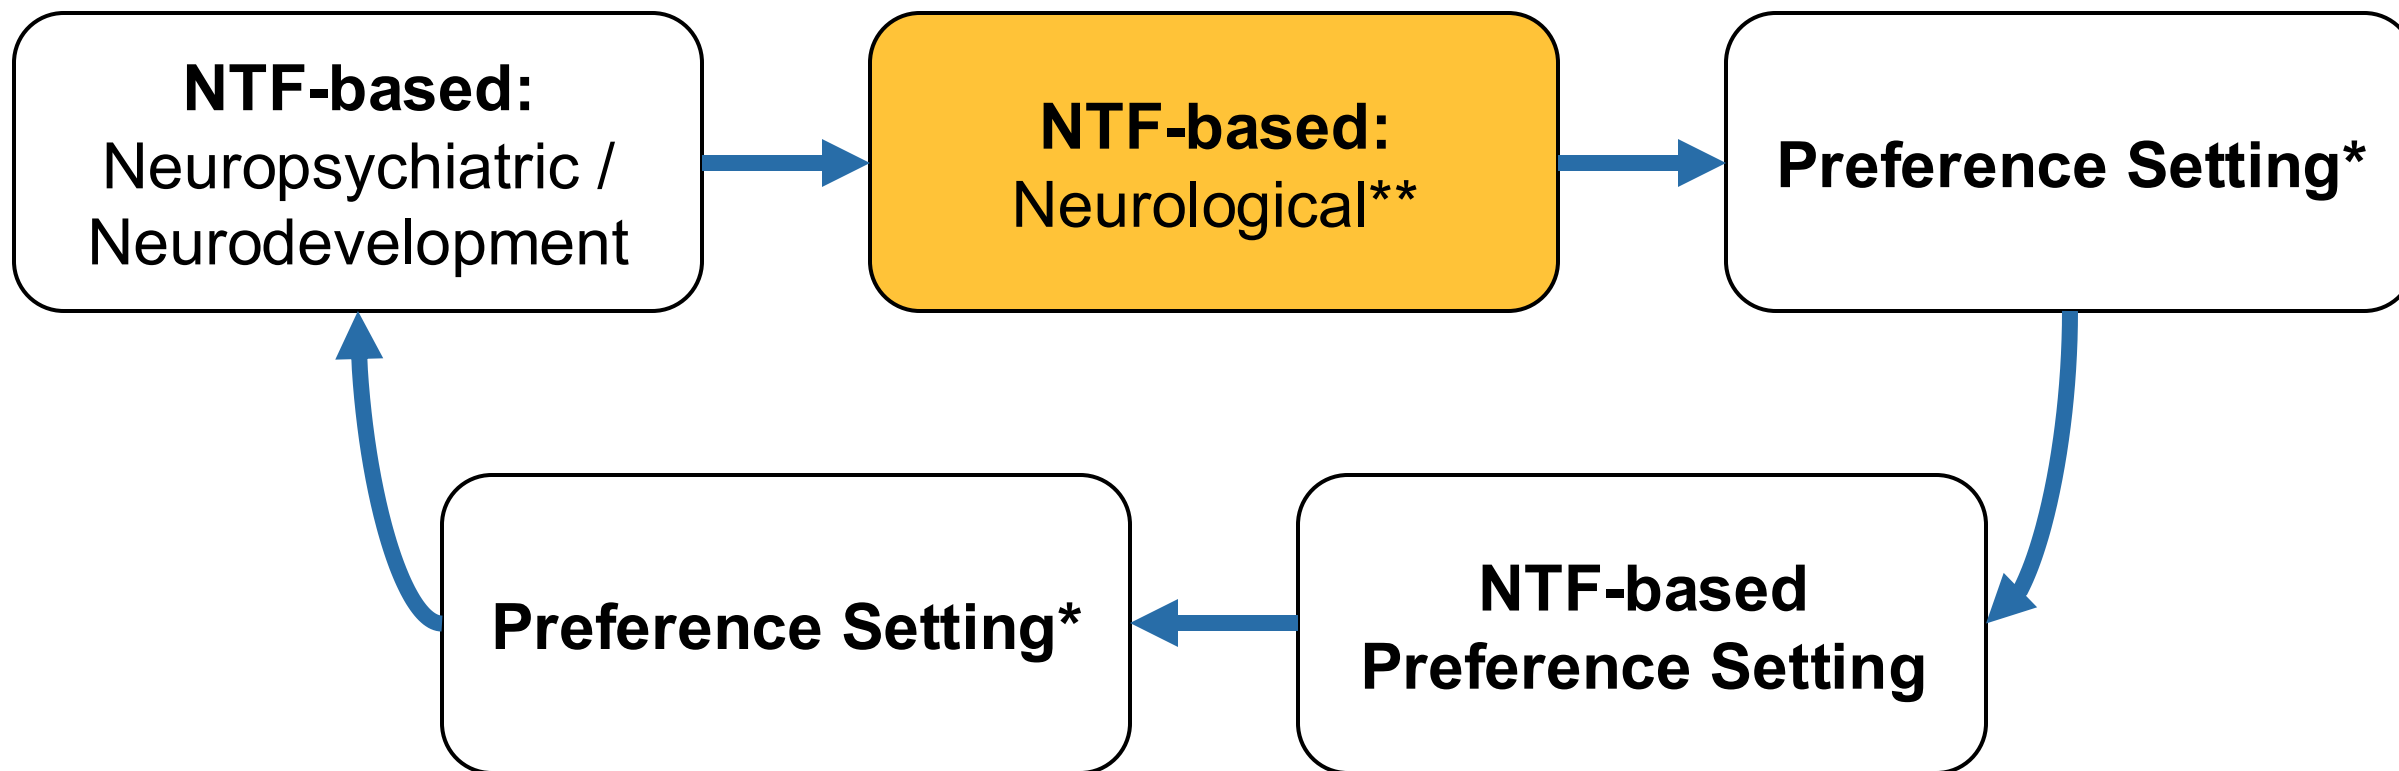 NTF-based:
Neuropsychiatric /
Neurodevelopment
NTF-based:
Neurological**
Preference Setting*
Preference Setting*
NTF-based
Preference Setting